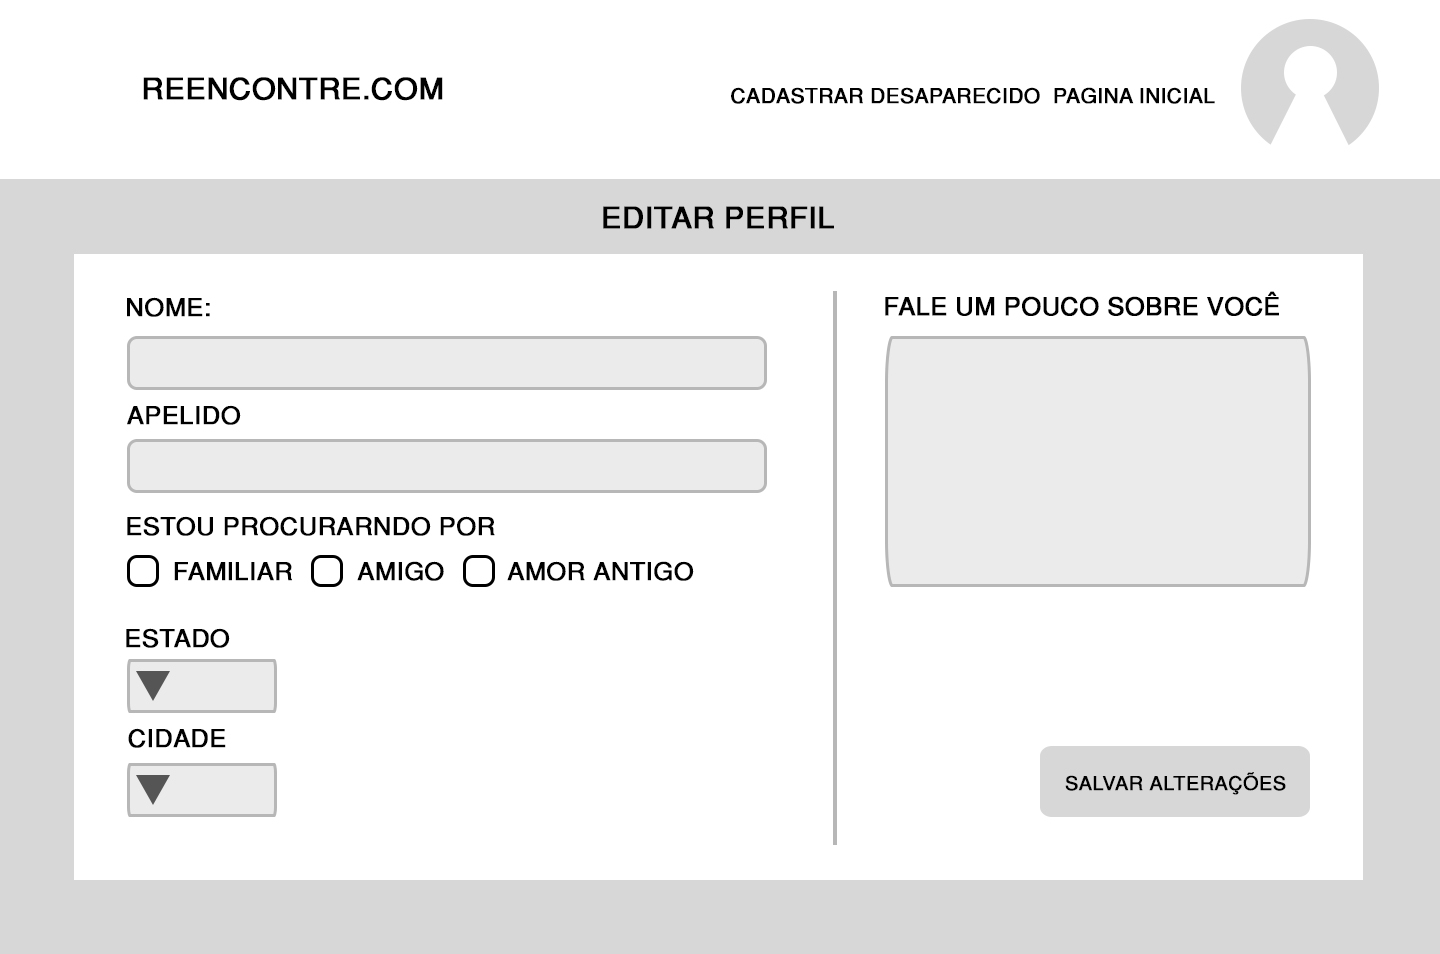 REENCONTRE.COM
CADASTRAR DESAPARECIDO PAGINA INICIAL
EDITAR PERFIL
NOME:
APELIDO
ESTOU PROCURARNDO POR
FAMILIAR AMIGO AMOR ANTIGO
ESTADO
CIDADE
FALE UM POUCO SOBRE VOCÊ
SALVAR ALTERAÇÕES